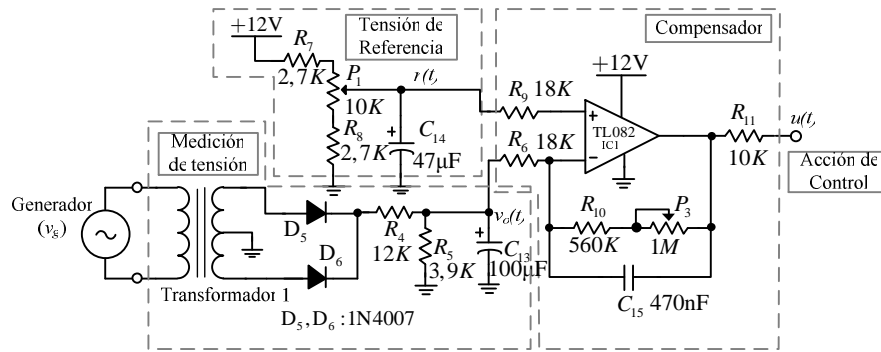 Tensión de
Referencia
+12V
R7
2,7K
P1
10K
R8
2,7K
r(t)
C14
47µF
Compensador
+12V
R9 18K
R6 18K
TL082
IC1
R11
10K
u(t)
Acción de
Control
R10
560K
P3
1M
C15 470nF
Medición
de tensión
Generador
(vs)
Transformador 1
D5
D6
R4
12K
R5
3,9K
vo(t)
C13
100µF
D5, D6 : 1N4007